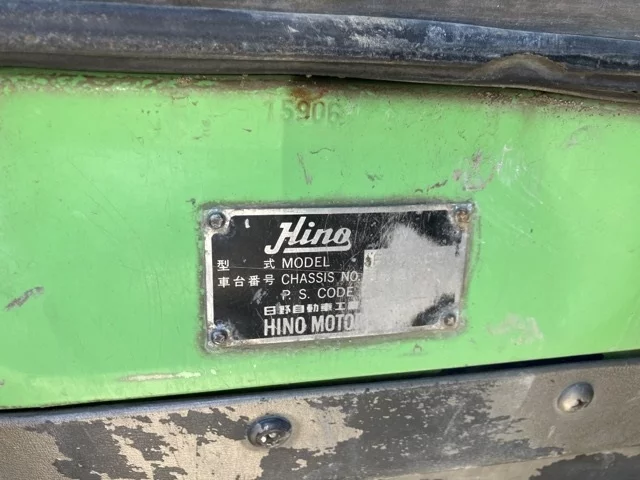 15906
Hino
型 式 MODEL
車台番号 CHASSIS NO.
P. S. CODE
日野自動車工
HINO MOTO